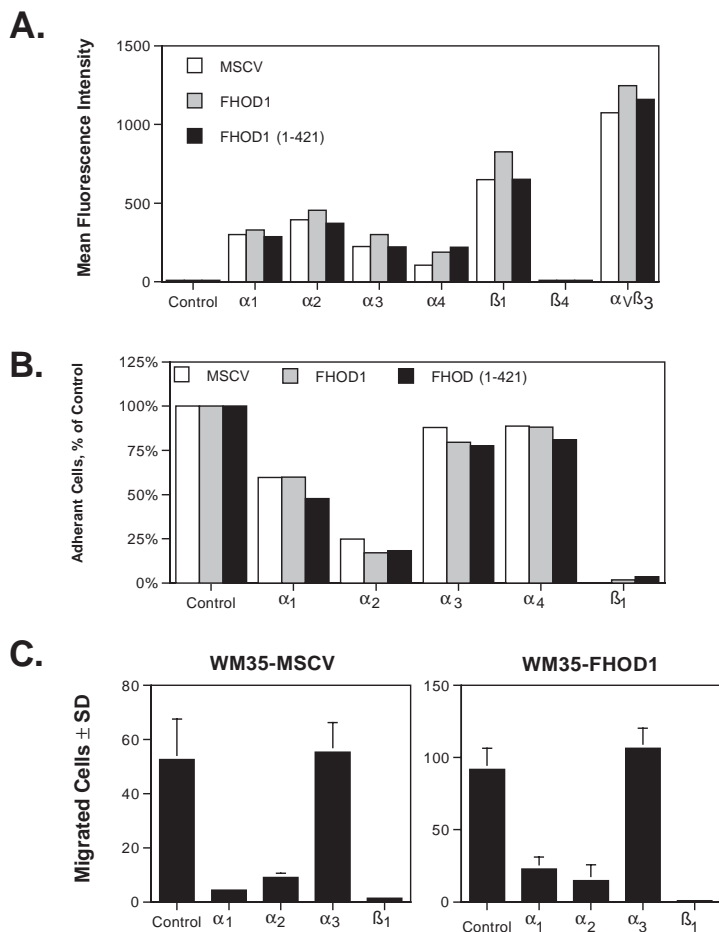 A.
1500
1000
500
0
Mean Fluorescence Intensity
MSCV
FHOD1
FHOD1 (1-421)
Control α1 α2 α3 α4 ß1 ß4 αVß3
B.
125%
100%
75%
50%
25%
0%
Adherant Cells, % of Control
MSCV FHOD1 FHOD (1-421)
Control α1 α2 α3 α4 ß1
C.
WM35-MSCV
80
60
40
20
0
Migrated Cells ± SD
Control α1 α2 α3 ß1
WM35-FHOD1
150
100
50
0
Control α1 α2 α3 ß1